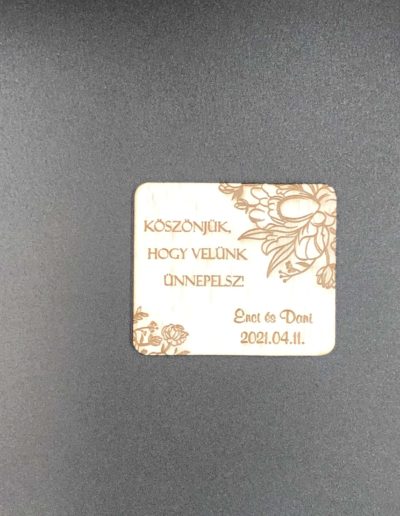 KÖSZÖNJÜK,
HOGY VELÜNK
ÜNNEPELSZ!
Enci és Dani
2021.04.11.